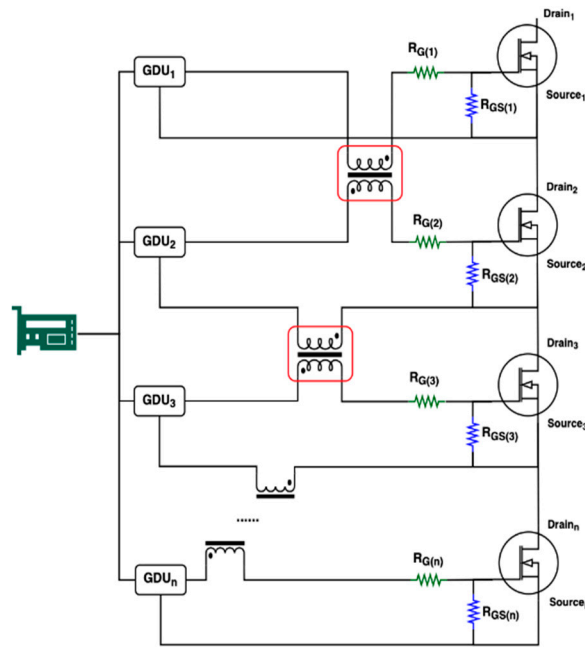 Drain1
GDU1
RG(1)
RGS(1)
Source1
Drain2
GDU2
RG(2)
RGS(2)
Source2
Drain3
GDU3
RG(3)
RGS(3)
Source3
......
Drainn
GDUn
RG(n)
RGS(n)
Source